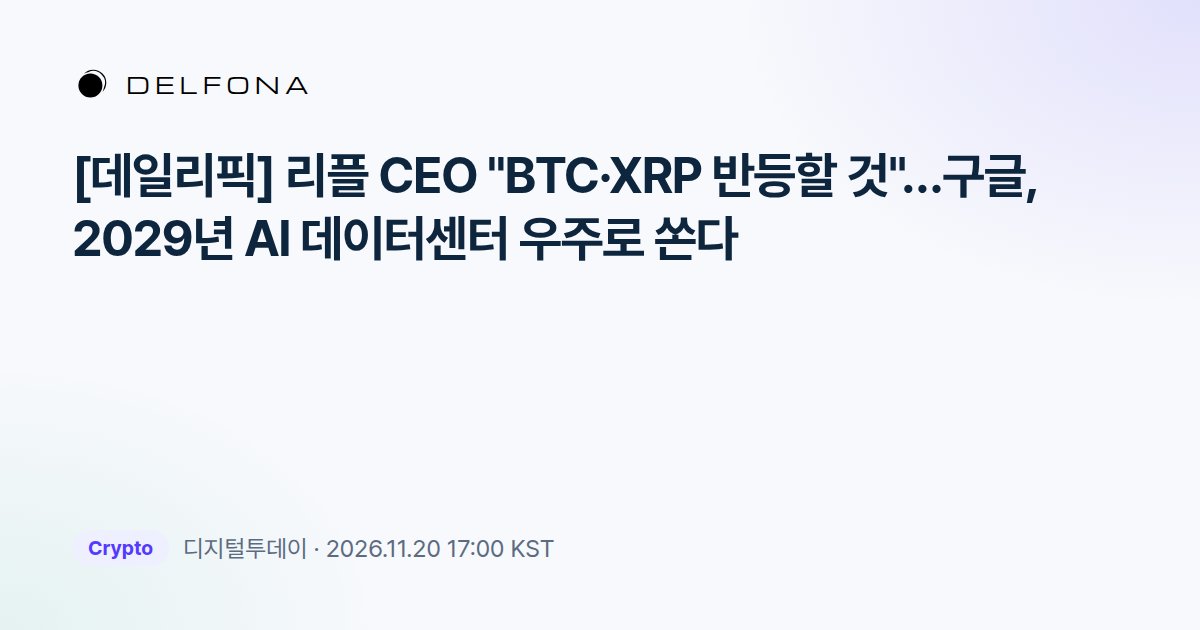 DELFONA
[데일리픽] 리플 CEO "BTC·XRP 반등할 것"...구글,
2029년 AI 데이터센터 우주로 쏜다
Crypto 디지털투데이 · 2026.11.20 17:00 KST